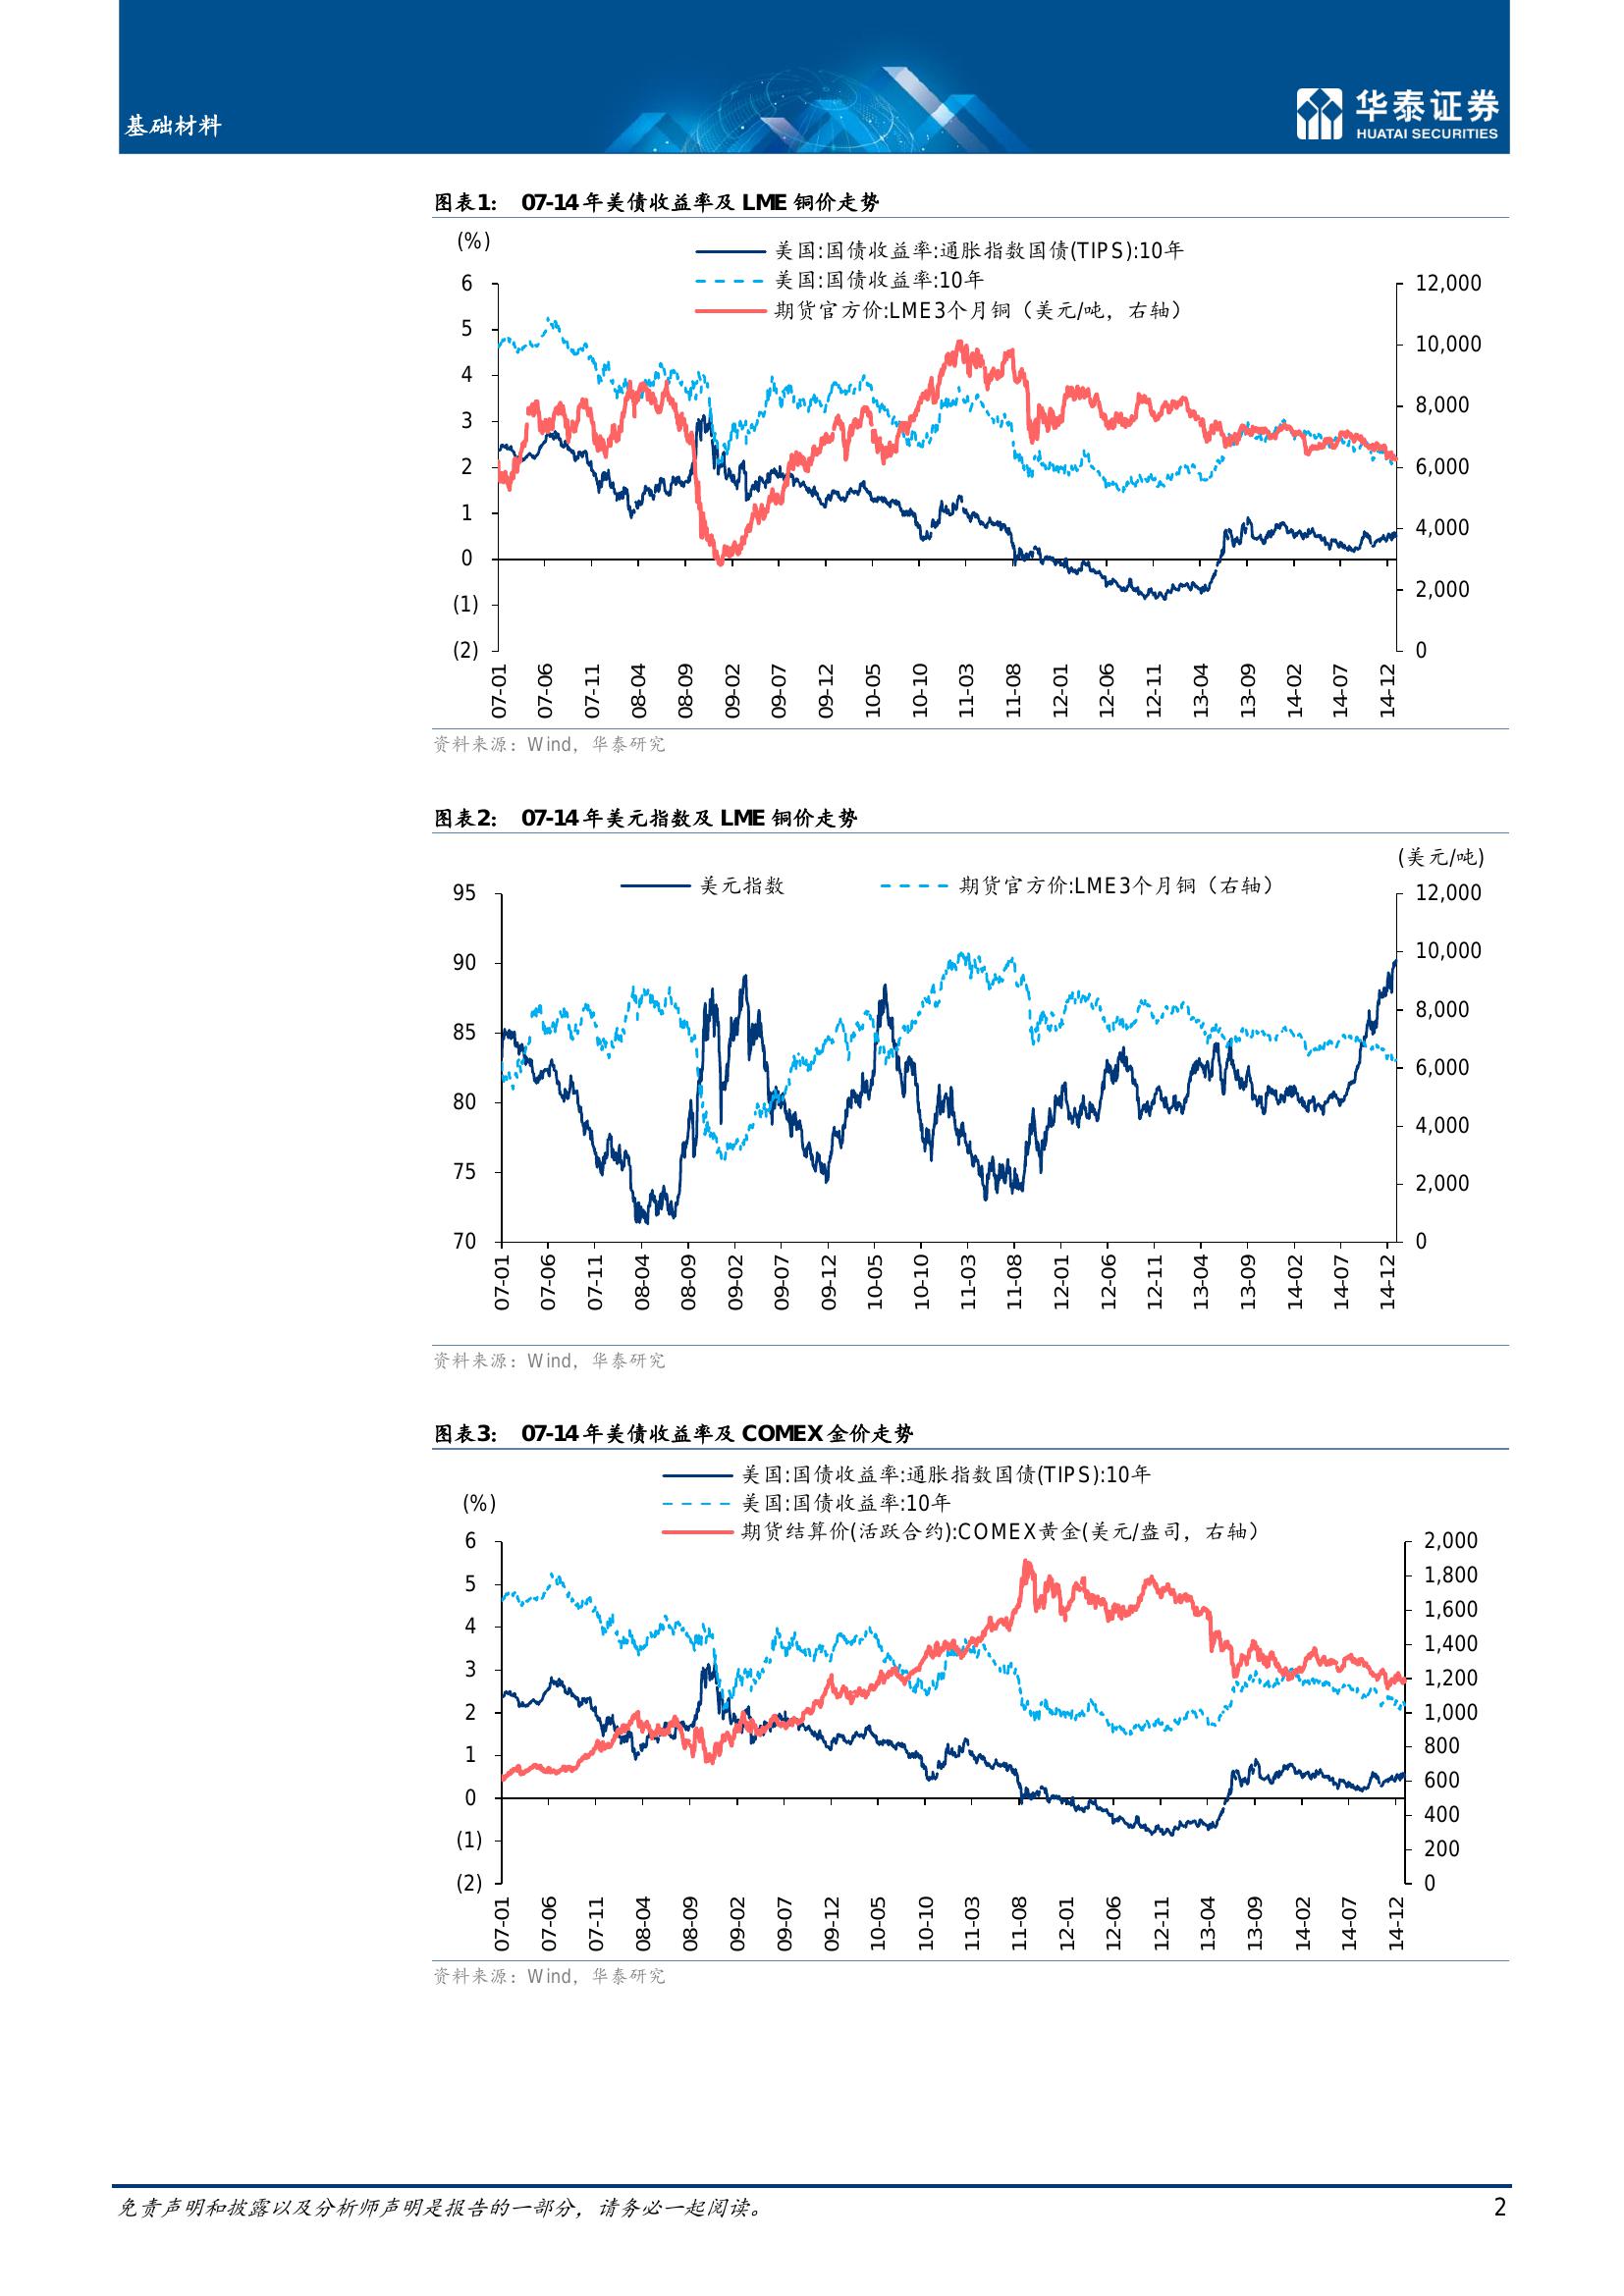 基础材料
华泰证券
HUATAI SECURITIES
图表1： 07-14 年美债收益率及 LME 铜价走势
(%)
美国:国债收益率:通胀指数国债(TIPS):10年
美国:国债收益率:10年
期货官方价:LME3个月铜（美元/吨，右轴）
6
5
4
3
2
1
0
(1)
(2)
12,000
10,000
8,000
6,000
4,000
2,000
0
07-01 07-06 07-11 08-04 08-09 09-02 09-07 09-12 10-05 10-10 11-03 11-08 12-01 12-06 12-11 13-04 13-09 14-02 14-07 14-12
资料来源：Wind，华泰研究
图表2： 07-14 年美元指数及 LME 铜价走势
(美元/吨)
美元指数 期货官方价:LME3个月铜（右轴）
95
90
85
80
75
70
12,000
10,000
8,000
6,000
4,000
2,000
0
07-01 07-06 07-11 08-04 08-09 09-02 09-07 09-12 10-05 10-10 11-03 11-08 12-01 12-06 12-11 13-04 13-09 14-02 14-07 14-12
资料来源：Wind，华泰研究
图表3： 07-14 年美债收益率及 COMEX 金价走势
美国:国债收益率:通胀指数国债(TIPS):10年
(%)
美国:国债收益率:10年
期货结算价(活跃合约):COMEX黄金(美元/盎司，右轴）
6
5
4
3
2
1
0
(1)
(2)
2,000
1,800
1,600
1,400
1,200
1,000
800
600
400
200
0
07-01 07-06 07-11 08-04 08-09 09-02 09-07 09-12 10-05 10-10 11-03 11-08 12-01 12-06 12-11 13-04 13-09 14-02 14-07 14-12
资料来源：Wind，华泰研究
免责声明和披露以及分析师声明是报告的一部分，请务必一起阅读。 2